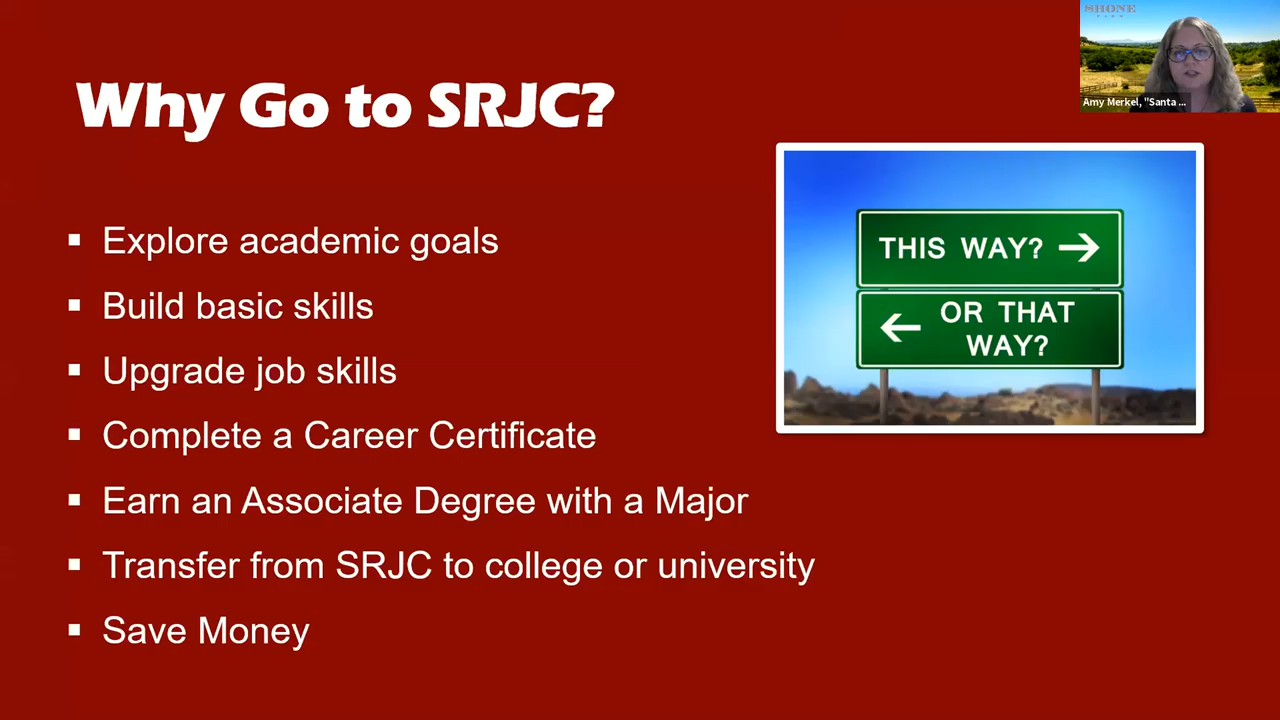 SHONE
FARM
Amy Merkel, "Santa ...
Why Go to SRJC?
▪ Explore academic goals
▪ Build basic skills
▪ Upgrade job skills
▪ Complete a Career Certificate
▪ Earn an Associate Degree with a Major
▪ Transfer from SRJC to college or university
▪ Save Money
THIS WAY? →
← OR THAT
WAY?